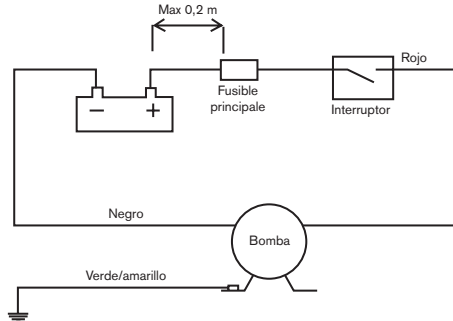 Max 0,2 m
Rojo
− +
Fusible
principale
Interruptor
Negro
Bomba
Verde/amarillo